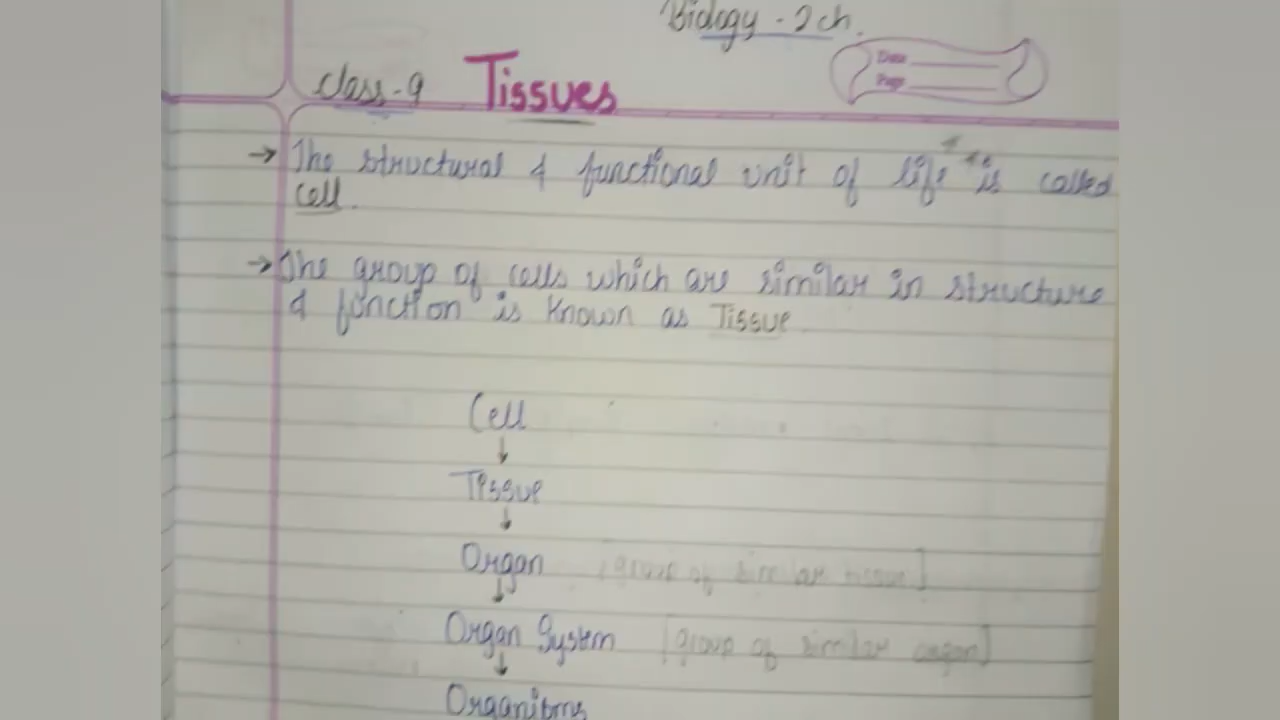 Biology - 2 ch.
Date
Page
Class - 9 Tissues
→ The structural & functional unit of life is called
cell.
→ The group of cells which are similar in structure
& function is known as Tissue
Cell
↓
Tissue
↓
Organ [group of similar tissue]
↓
Organ System [group of similar organ]
↓
Organisms